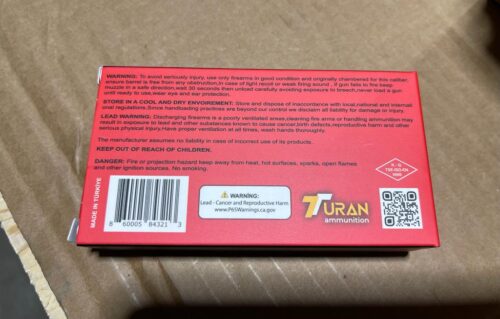 WARNING: To avoid seriously injury, use only firearms in good condition and originally chambered for this caliber,
ensure barrel is free from any abstruction,In case of light recoil or weak firing sound . If gun fails to fire keep
muzzle in a safe direction,wait 30 seconds then unload carefully avoiding exposure to breech,never load a gun
until ready to use,wear eye and ear protection.
STORE IN A COOL AND DRY ENVOIREMENT: Store and dispose of inaccordance with local,national and internati
onal regulations.Since handloading practives are beyond our control we disclaim all liability for damage or injury.
LEAD WARNING: Discharging firearms is a poorly ventilated areas,cleaning fire arms or handling ammunition may
result in exposure to lead and other substances known to cause cancer,birth defects,reproductive harm and other
serious physical injury.Have proper ventilation at all times, wash hands thoroughly.
The manufacturer assumes no liability in case of incorrect use of its products.
KEEP OUT OF REACH OF CHILDREN.
DANGER: Fire or projection hazard keep away from heat, hot surfaces, sparks, open flames
and other ignition sources. No smoking.
MADE IN TÜRKİYE
8 60005 84321 3
WARNING:
Lead - Cancer and Reproductive Harm
www.P65Warnings.ca.gov
TURAN
ammunition